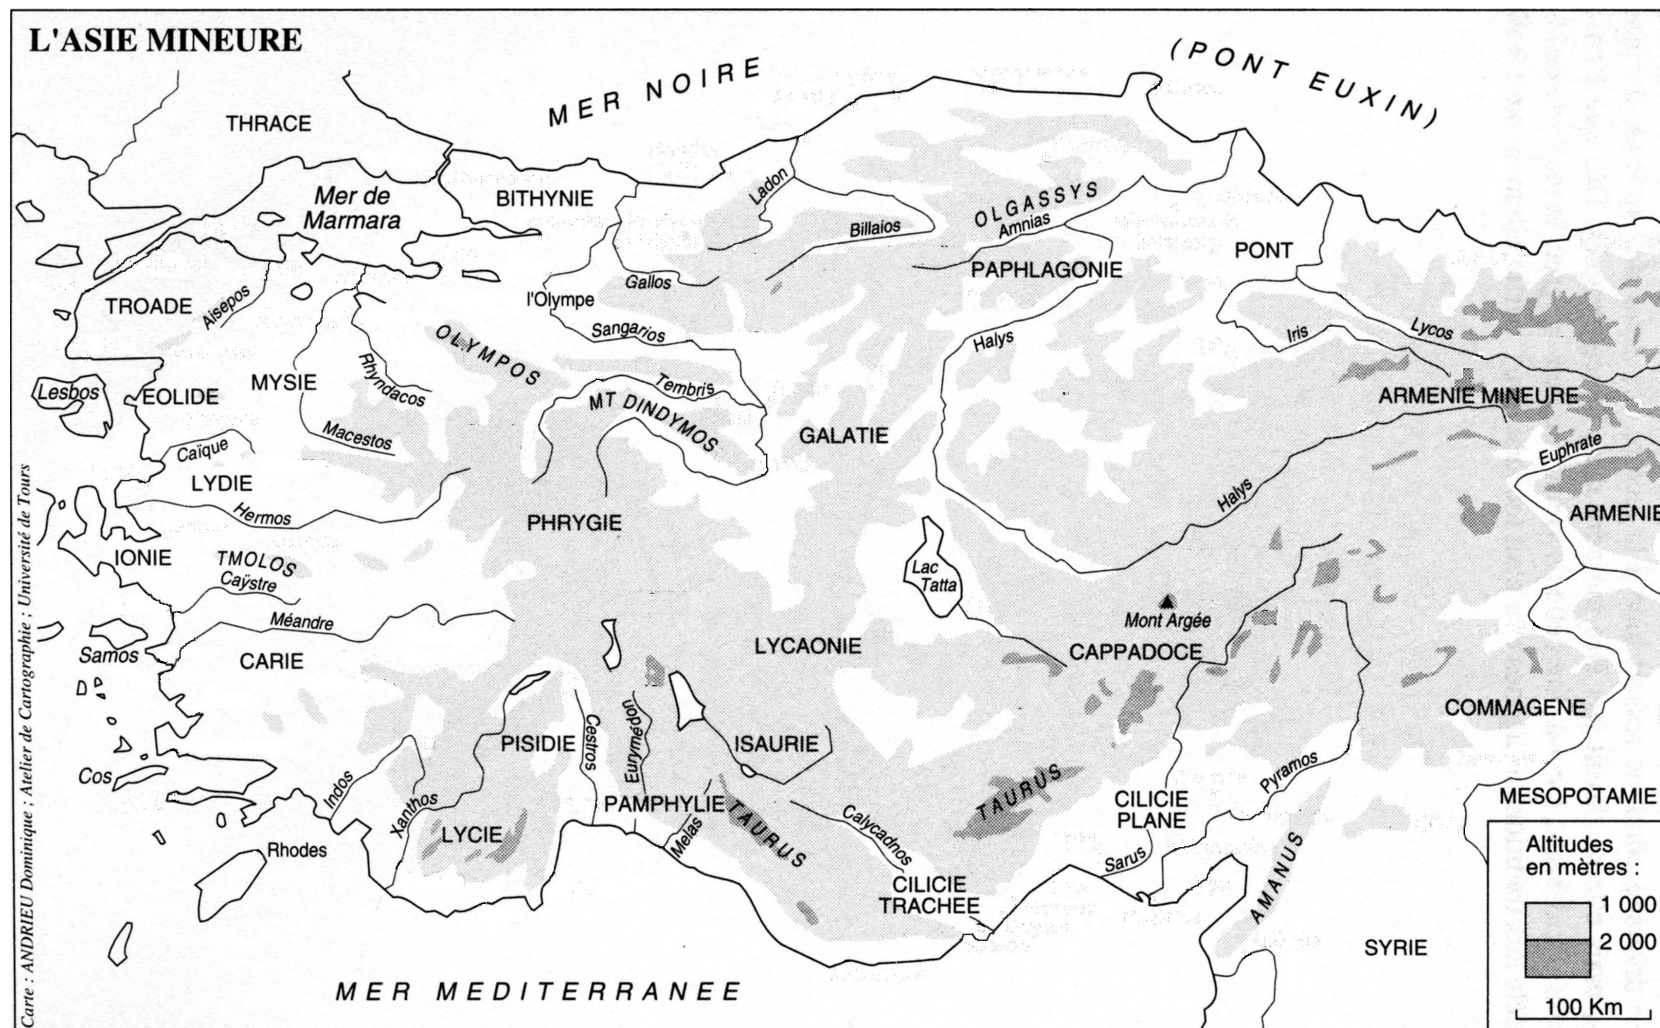 L'ASIE MINEURE
MER NOIRE
(PONT EUXIN)
THRACE
Mer de
Marmara
BITHYNIE
Ladon
Billaios
OLGASSYS
Amnias
PAPHLAGONIE
PONT
TROADE
Aisepos
l'Olympe
Gallos
Sangarios
Halys
Iris
Lycos
OLYMPOS
Rhyndacos
MYSIE
Lesbos
EOLIDE
Tembris
MT DINDYMOS
ARMENIE MINEURE
GALATIE
Macestos
Caïque
LYDIE
Hermos
Euphrate
Halys
ARMENIE
PHRYGIE
IONIE
TMOLOS
Caÿstre
Lac
Tatta
Méandre
Mont Argée
Samos
CARIE
LYCAONIE
CAPPADOCE
COMMAGENE
PISIDIE
Cestros
Eurymédon
ISAURIE
Cos
Indos
Xanthos
PAMPHYLIE
Melas
TAURUS
Calycadnos
TAURUS
CILICIE
PLANE
Pyramos
MESOPOTAMIE
LYCIE
Rhodes
Sarus
CILICIE
TRACHEE
AMANUS
SYRIE
MER MEDITERRANEE
Altitudes
en mètres :
1 000
2 000
100 Km
Carte : ANDRIEU Dominique ; Atelier de Cartographie ; Université de Tours